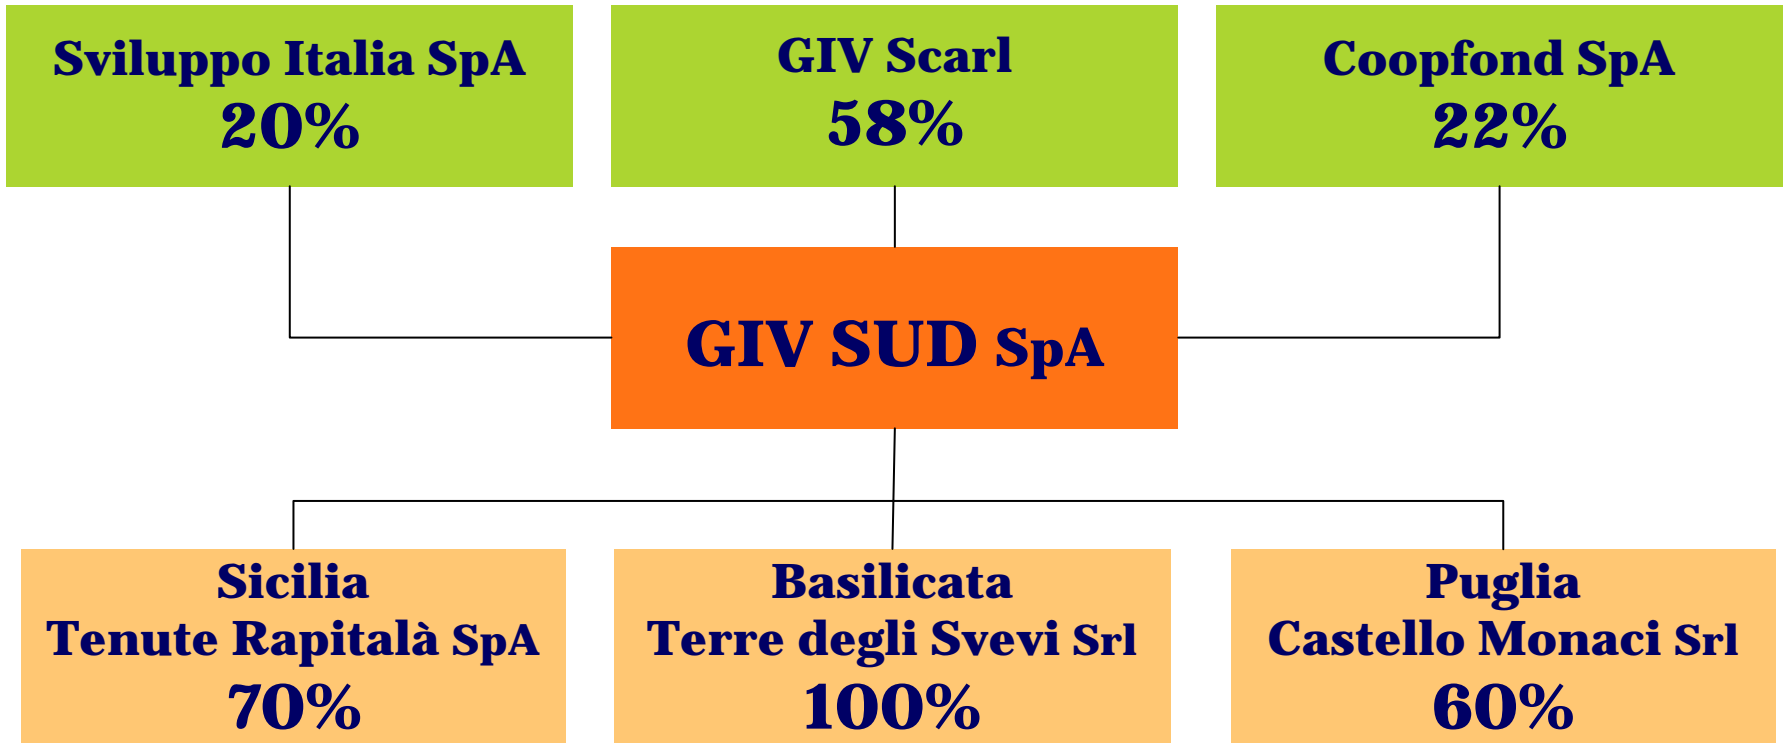 Sviluppo Italia SpA
20%
GIV Scarl
58%
Coopfond SpA
22%
GIV SUD SpA
Sicilia
Tenute Rapitalà SpA
70%
Basilicata
Terre degli Svevi Srl
100%
Puglia
Castello Monaci Srl
60%